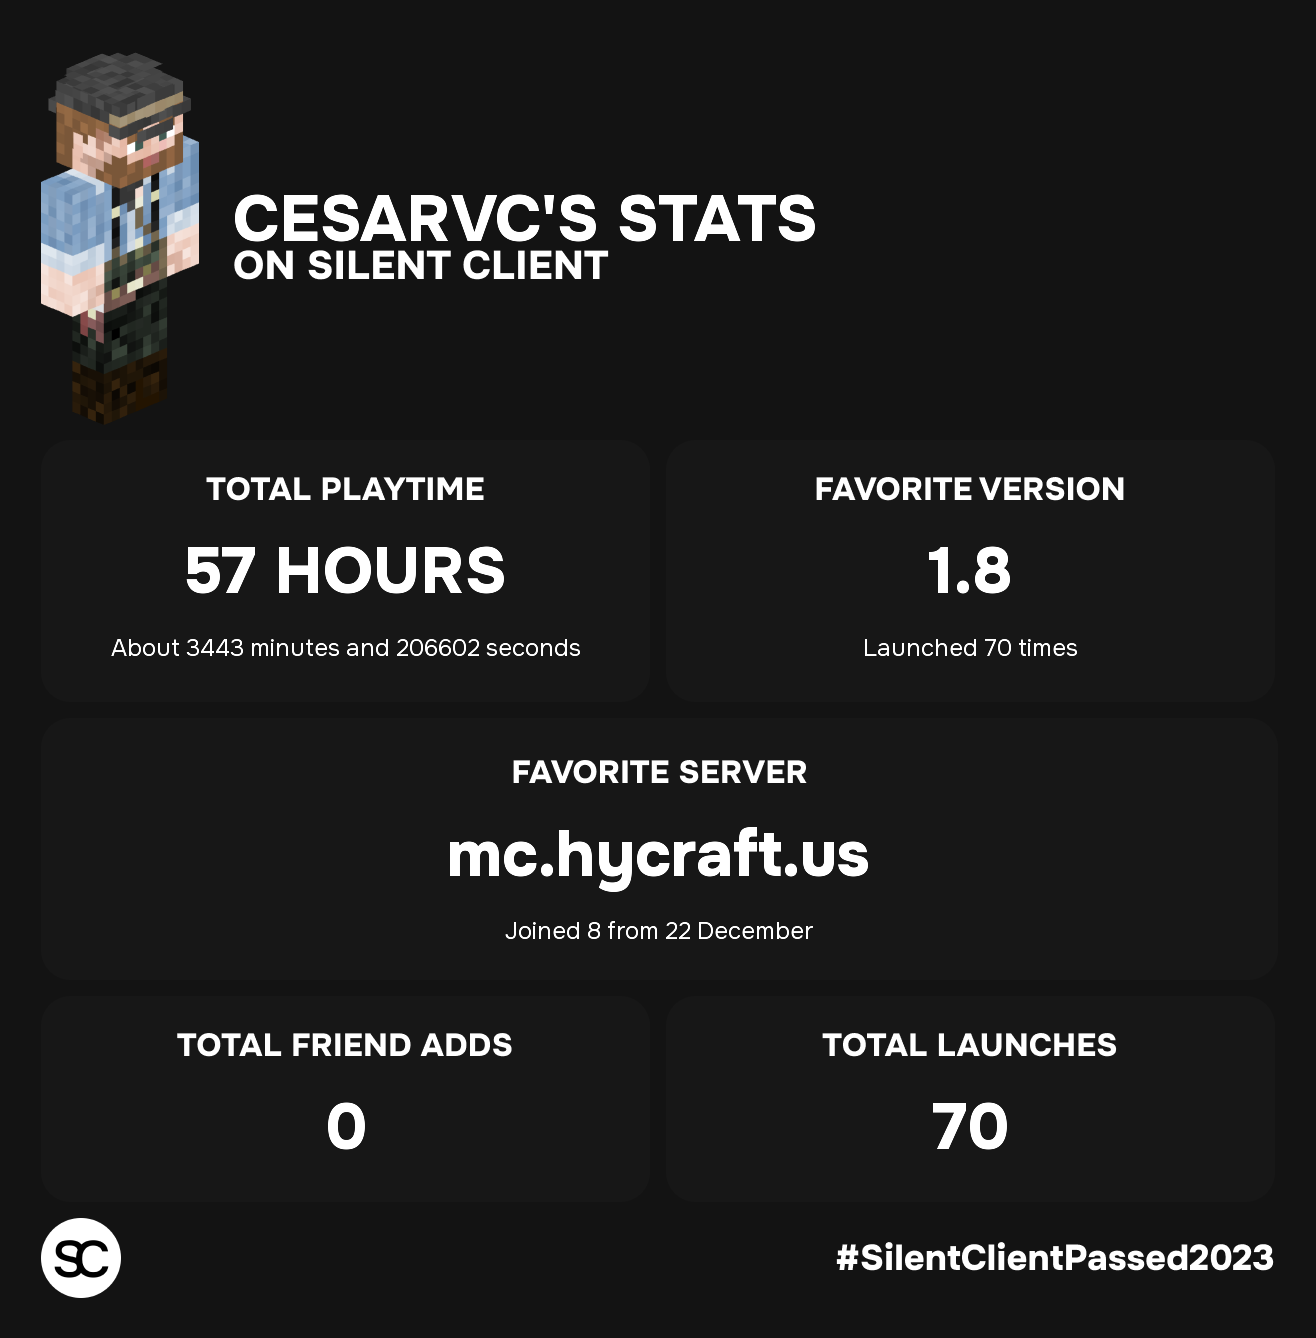 CESARVC'S STATS
ON SILENT CLIENT
TOTAL PLAYTIME
57 HOURS
About 3443 minutes and 206602 seconds
FAVORITE VERSION
1.8
Launched 70 times
FAVORITE SERVER
mc.hycraft.us
Joined 8 from 22 December
TOTAL FRIEND ADDS
0
TOTAL LAUNCHES
70
SC
#SilentClientPassed2023